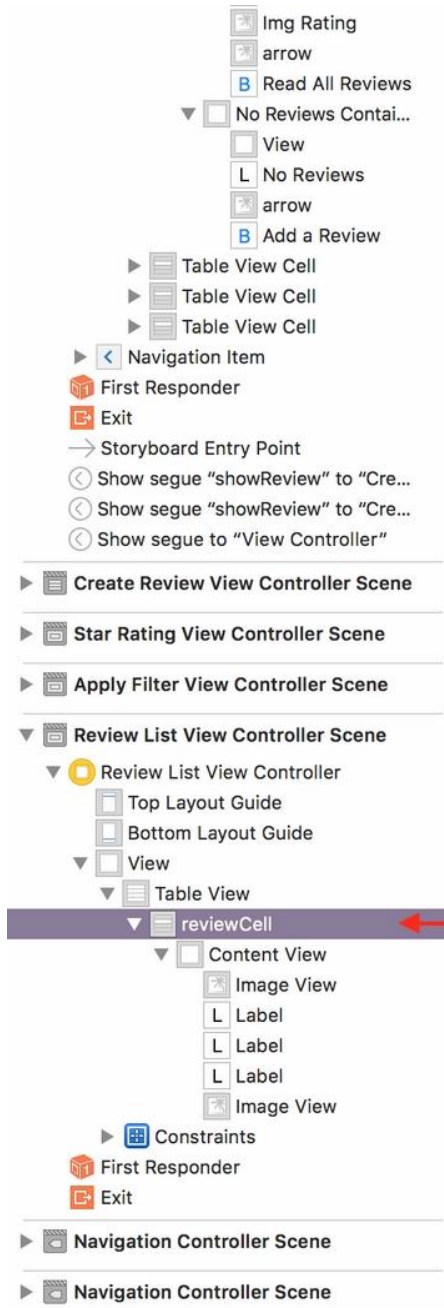 Img Rating
arrow
B Read All Reviews
No Reviews Contai...
View
L No Reviews
arrow
B Add a Review
Table View Cell
Table View Cell
Table View Cell
Navigation Item
First Responder
Exit
Storyboard Entry Point
Show segue “showReview” to “Cre...
Show segue “showReview” to “Cre...
Show segue to “View Controller”
Create Review View Controller Scene
Star Rating View Controller Scene
Apply Filter View Controller Scene
Review List View Controller Scene
Review List View Controller
Top Layout Guide
Bottom Layout Guide
View
Table View
reviewCell
Content View
Image View
L Label
L Label
L Label
Image View
Constraints
First Responder
Exit
Navigation Controller Scene
Navigation Controller Scene